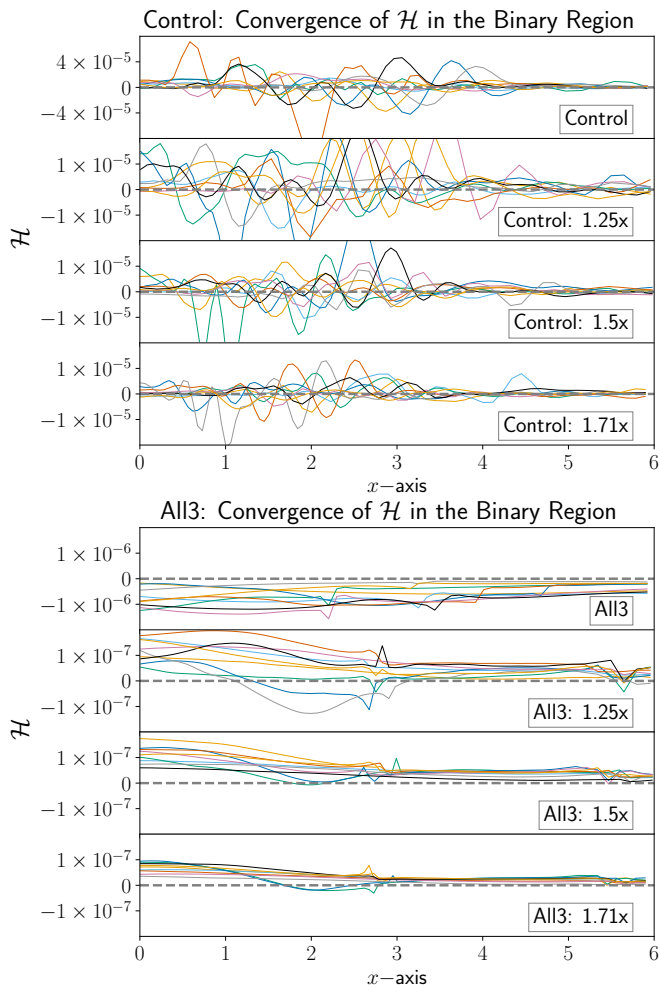 Control: Convergence of ℋ in the Binary Region
4 × 10⁻⁵
0
−4 × 10⁻⁵
Control
1 × 10⁻⁵
0
−1 × 10⁻⁵
Control: 1.25x
ℋ
1 × 10⁻⁵
0
−1 × 10⁻⁵
Control: 1.5x
1 × 10⁻⁵
0
−1 × 10⁻⁵
Control: 1.71x
0 1 2 3 4 5 6
x−axis
All3: Convergence of ℋ in the Binary Region
1 × 10⁻⁶
0
−1 × 10⁻⁶
All3
1 × 10⁻⁷
0
−1 × 10⁻⁷
All3: 1.25x
ℋ
1 × 10⁻⁷
0
−1 × 10⁻⁷
All3: 1.5x
1 × 10⁻⁷
0
−1 × 10⁻⁷
All3: 1.71x
0 1 2 3 4 5 6
x−axis